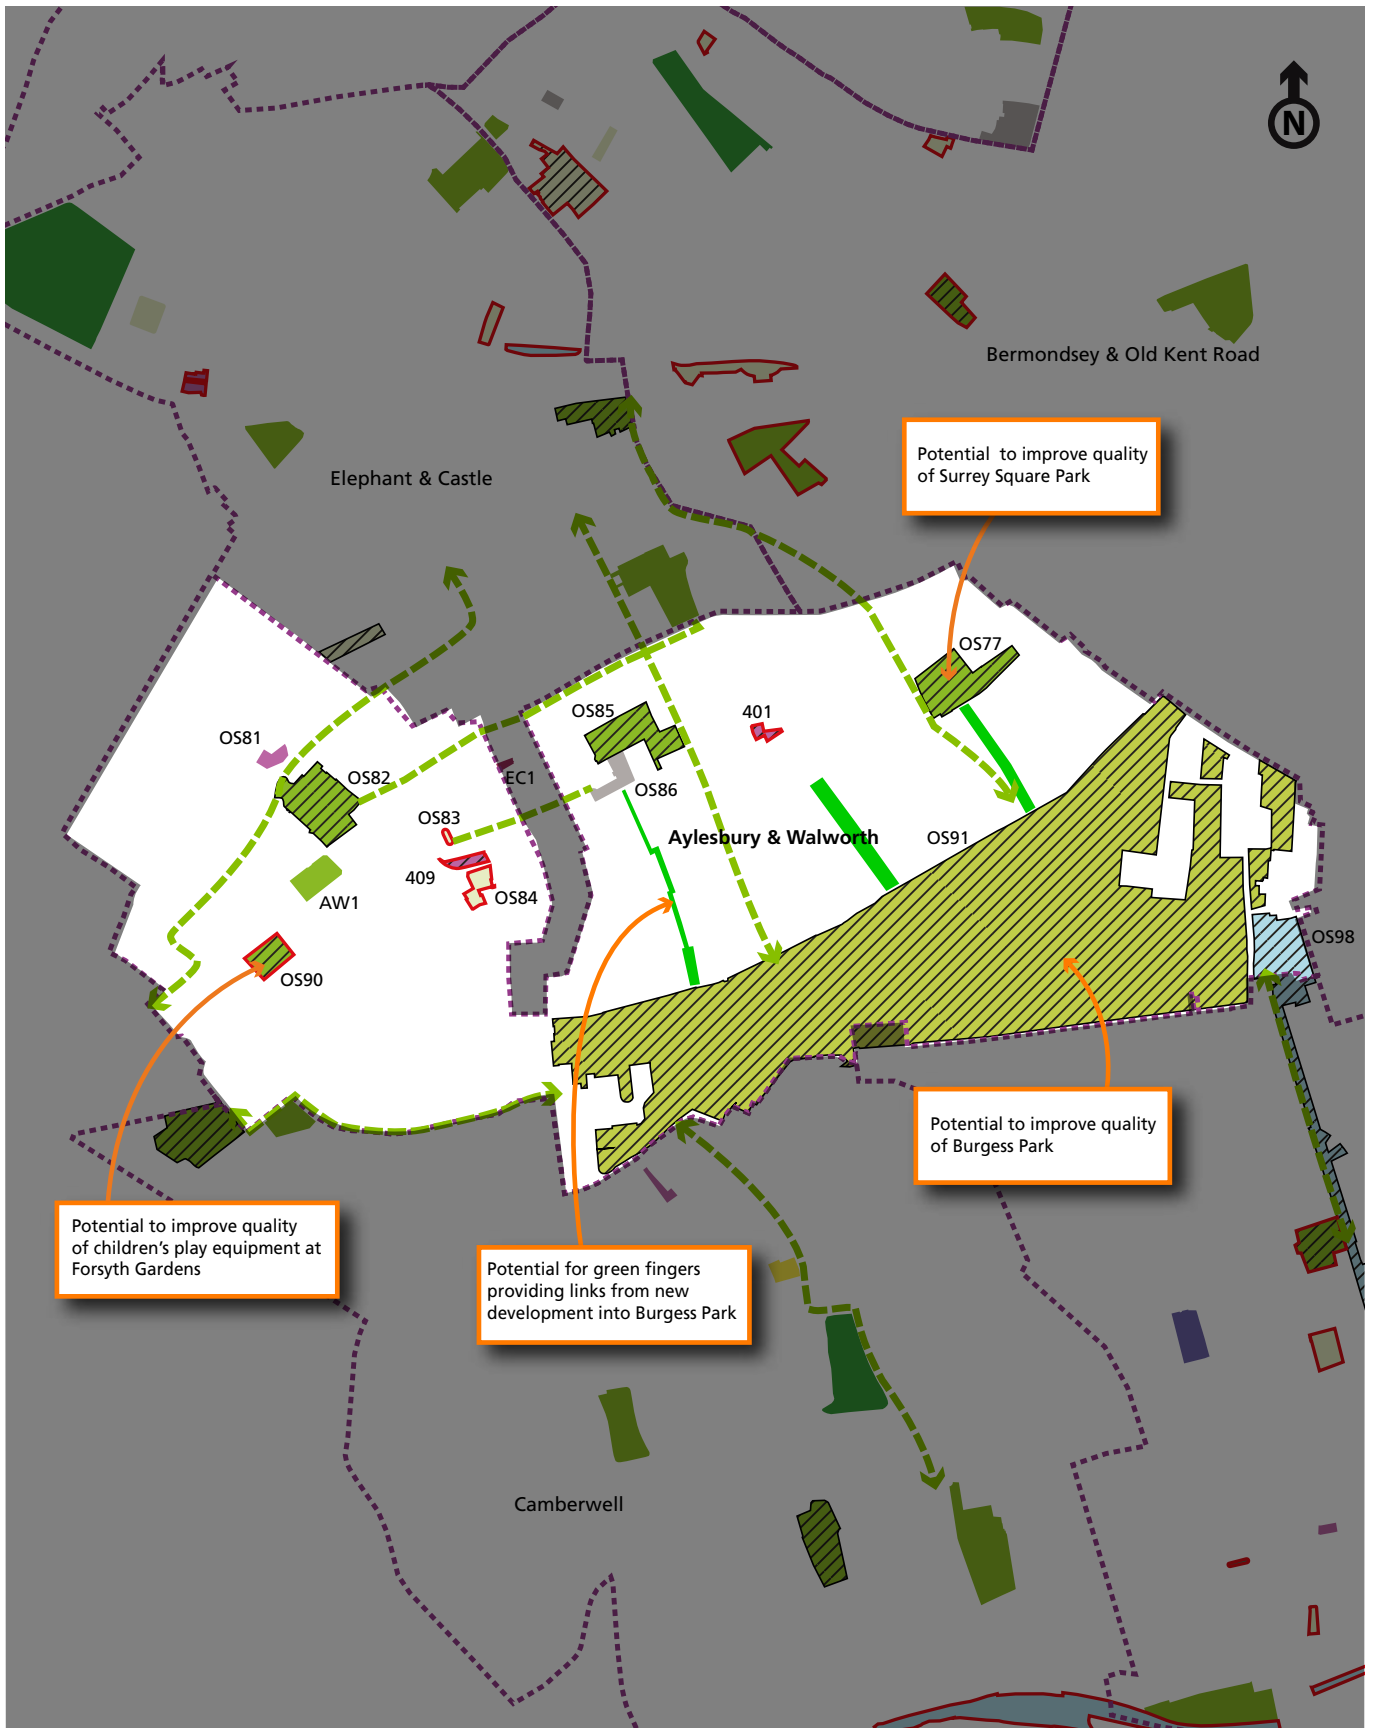 N
Bermondsey & Old Kent Road
Potential to improve quality
of Surrey Square Park
Elephant & Castle
OS77
OS85
401
OS81
OS82
EC1
OS86
OS83
Aylesbury & Walworth
OS91
409
OS84
AW1
OS98
OS90
Potential to improve quality
of Burgess Park
Potential to improve quality
of children’s play equipment at
Forsyth Gardens
Potential for green fingers
providing links from new
development into Burgess Park
Camberwell